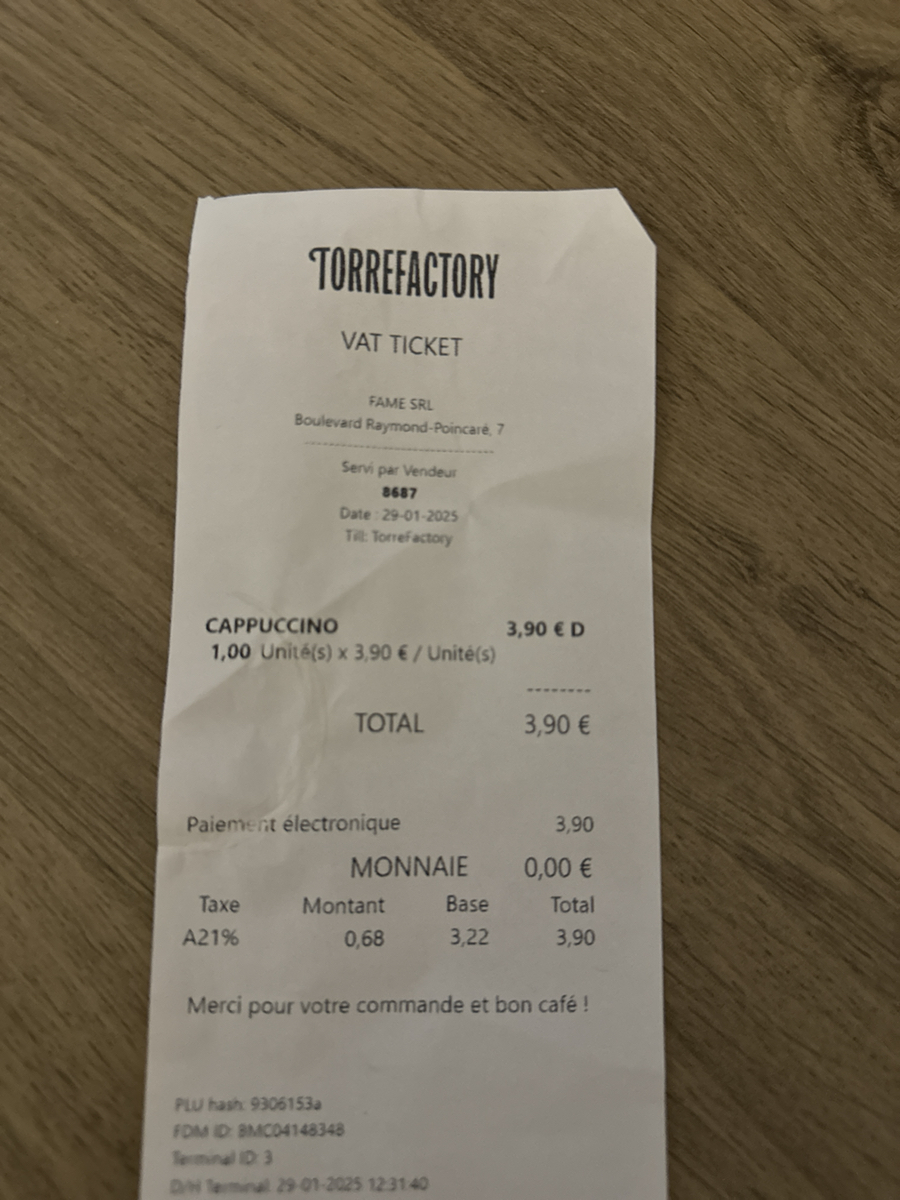 TORREFACTORY
VAT TICKET
FAME SRL
Boulevard Raymond-Poincaré, 7
Servi par Vendeur
8687
Date : 29-01-2025
Till: TorreFactory
CAPPUCCINO 3,90 € D
1,00 Unité(s) x 3,90 € / Unité(s)
--------
TOTAL 3,90 €
Paiement électronique 3,90
MONNAIE 0,00 €
Taxe Montant Base Total
A21% 0,68 3,22 3,90
Merci pour votre commande et bon café !
PLU hash: 9306153a
FDM ID: BMC04148348
Terminal ID: 3
D/H Terminal: 29-01-2025 12:31:40